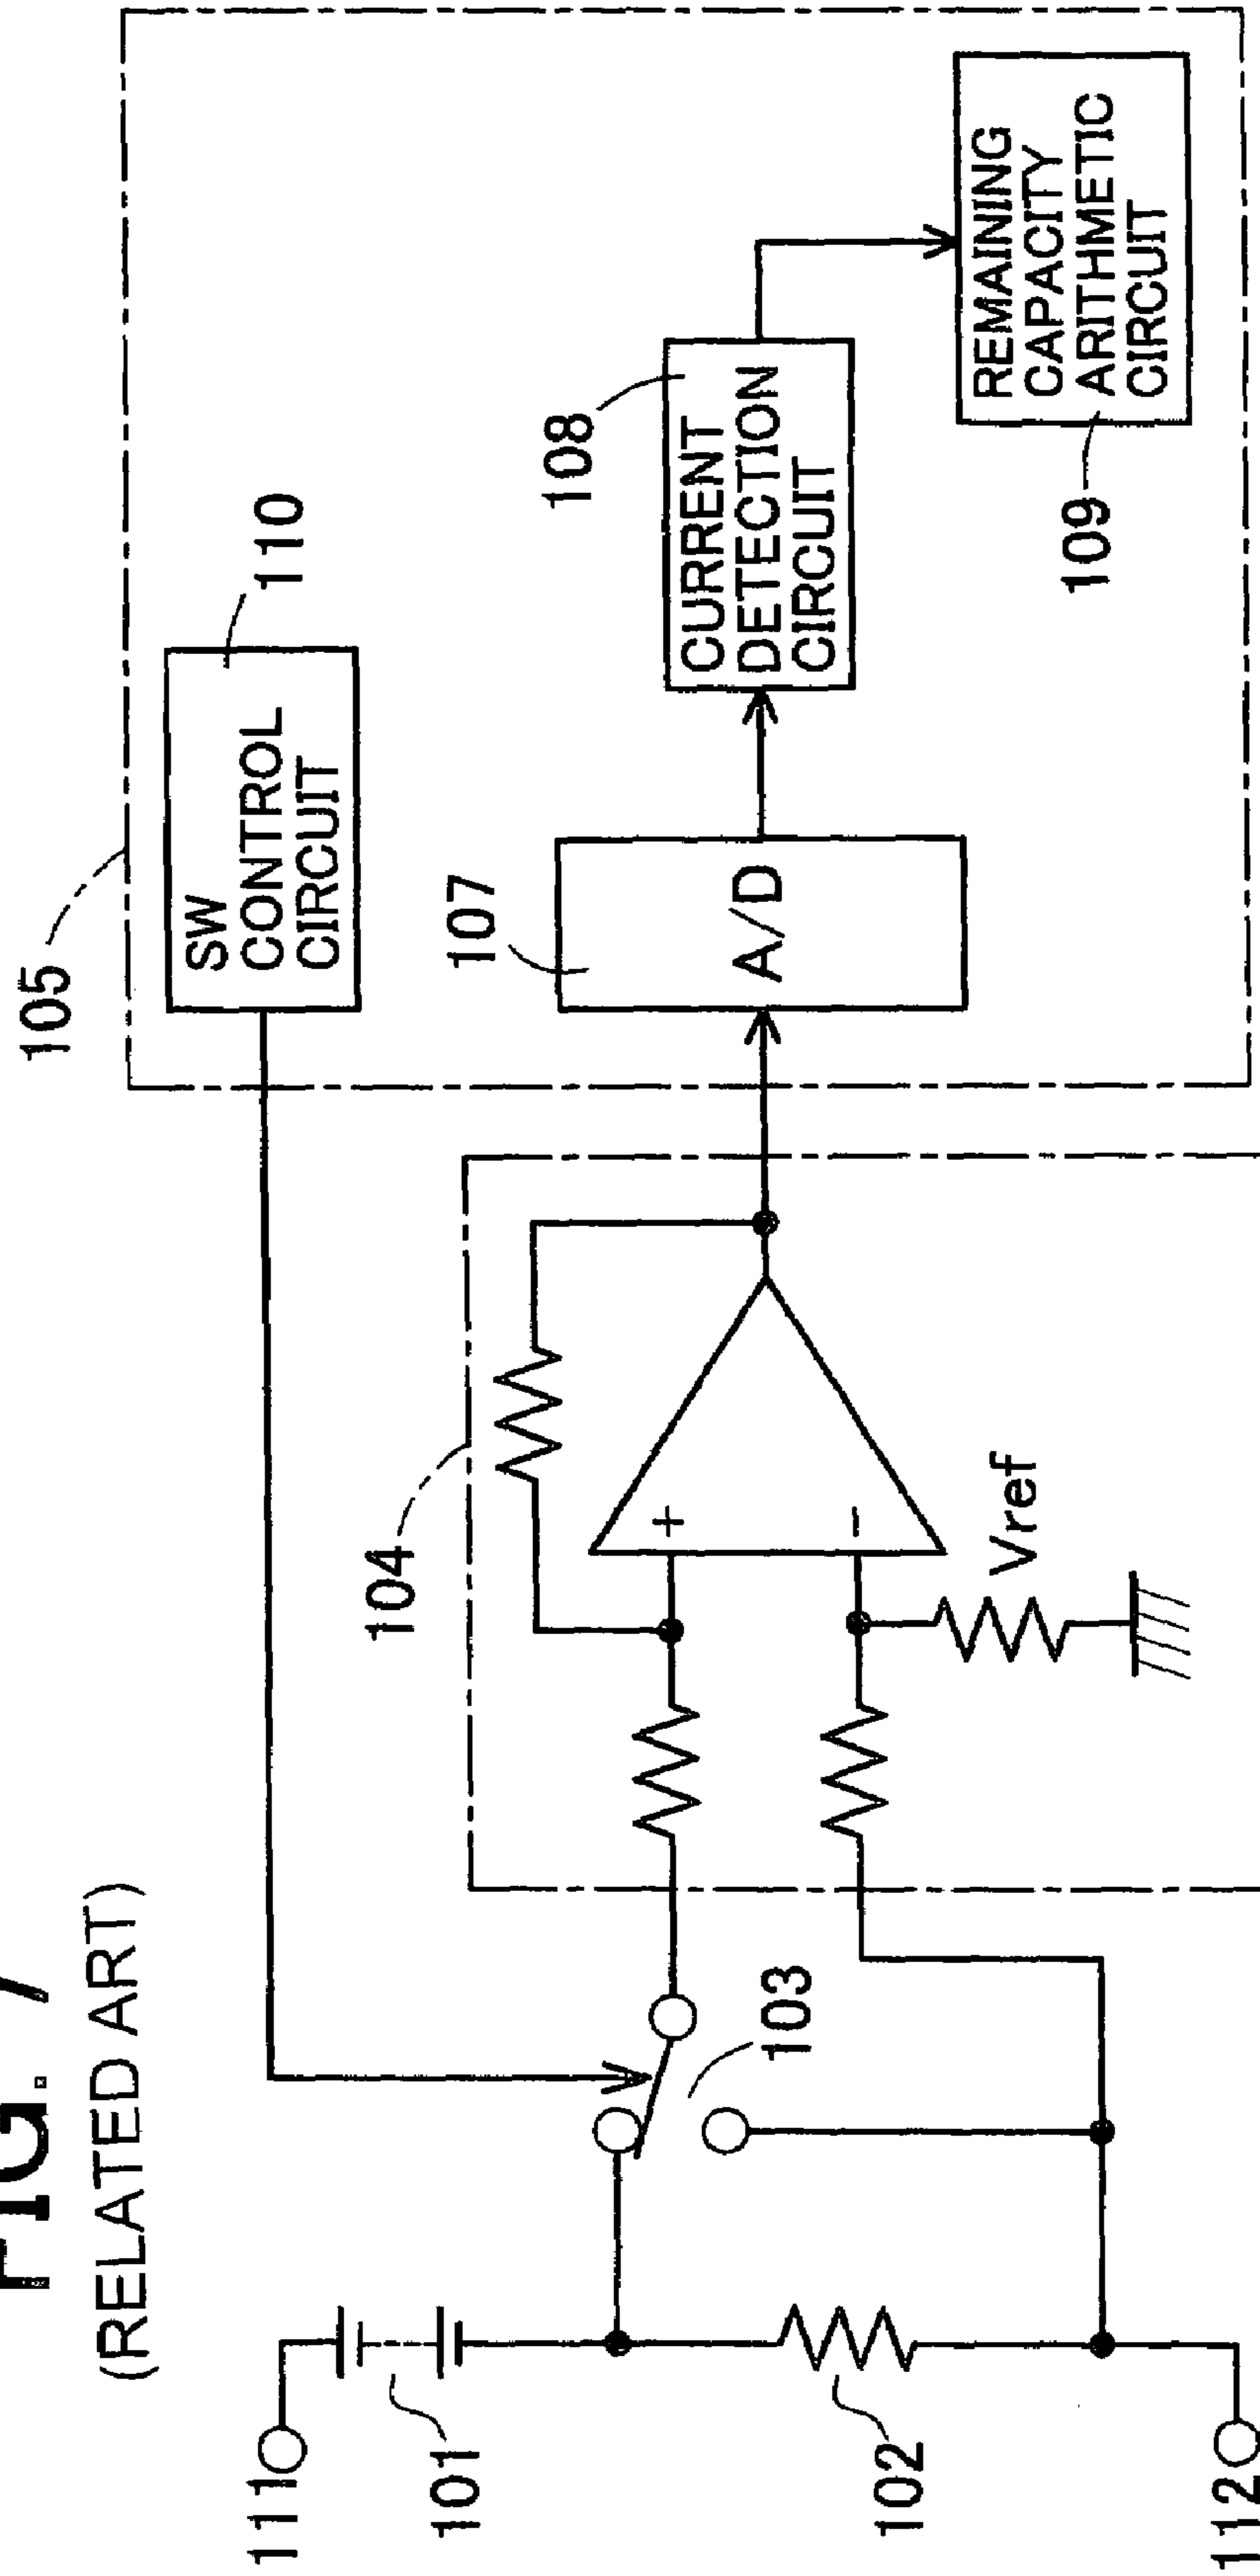 FIG. 7
(RELATED ART)
105
SW
CONTROL
CIRCUIT
110
108
CURRENT
DETECTION
CIRCUIT
REMAINING
CAPACITY
ARITHMETIC
CIRCUIT
109
107
A/D
104
+
-
Vref
103
111
101
102
112